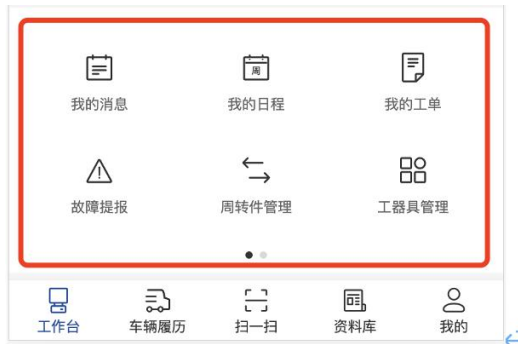 周
我的消息 我的日程 我的工单
故障提报 周转件管理 工器具管理
工作台 车辆履历 扫一扫 资料库 我的